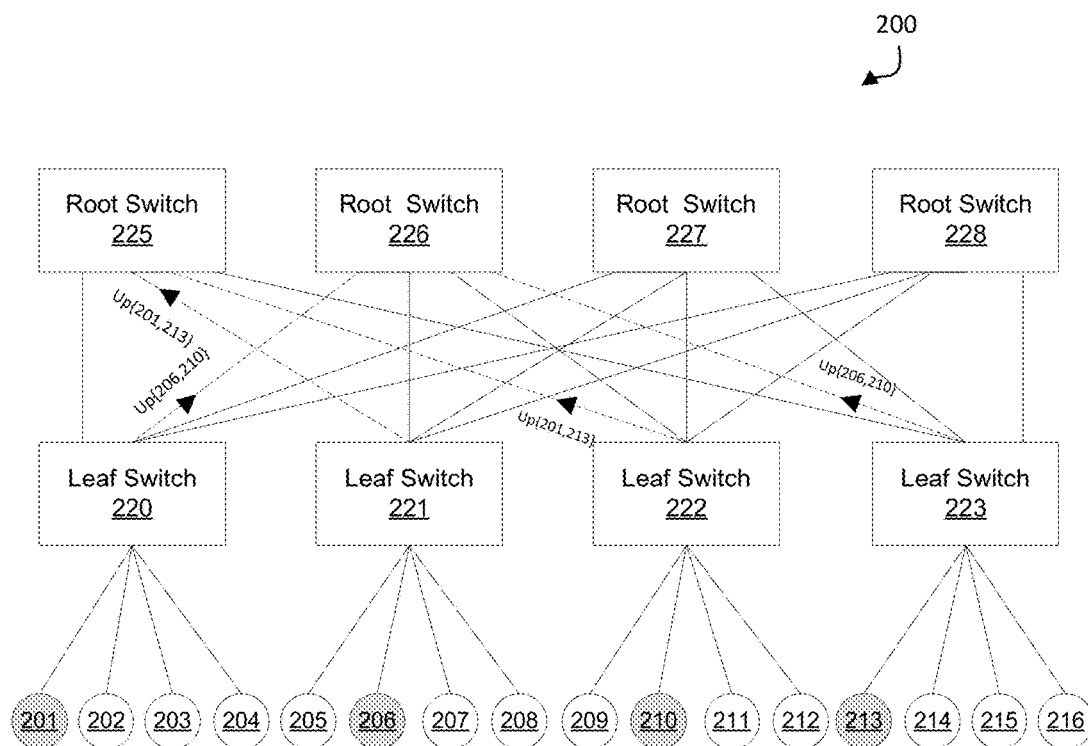 200
Root Switch
225
Root Switch
226
Root Switch
227
Root Switch
228
Up{201,213}
Up{206,210}
Up{201,213}
Up{206,210}
Leaf Switch
220
Leaf Switch
221
Leaf Switch
222
Leaf Switch
223
201 202 203 204 205 206 207 208 209 210 211 212 213 214 215 216